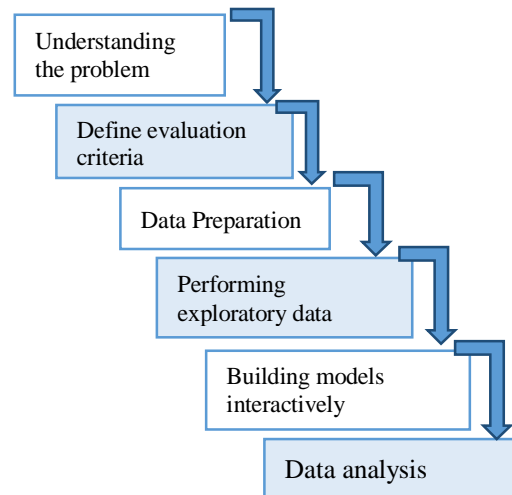 Understanding
the problem
Define evaluation
criteria
Data Preparation
Performing
exploratory data
Building models
interactively
Data analysis